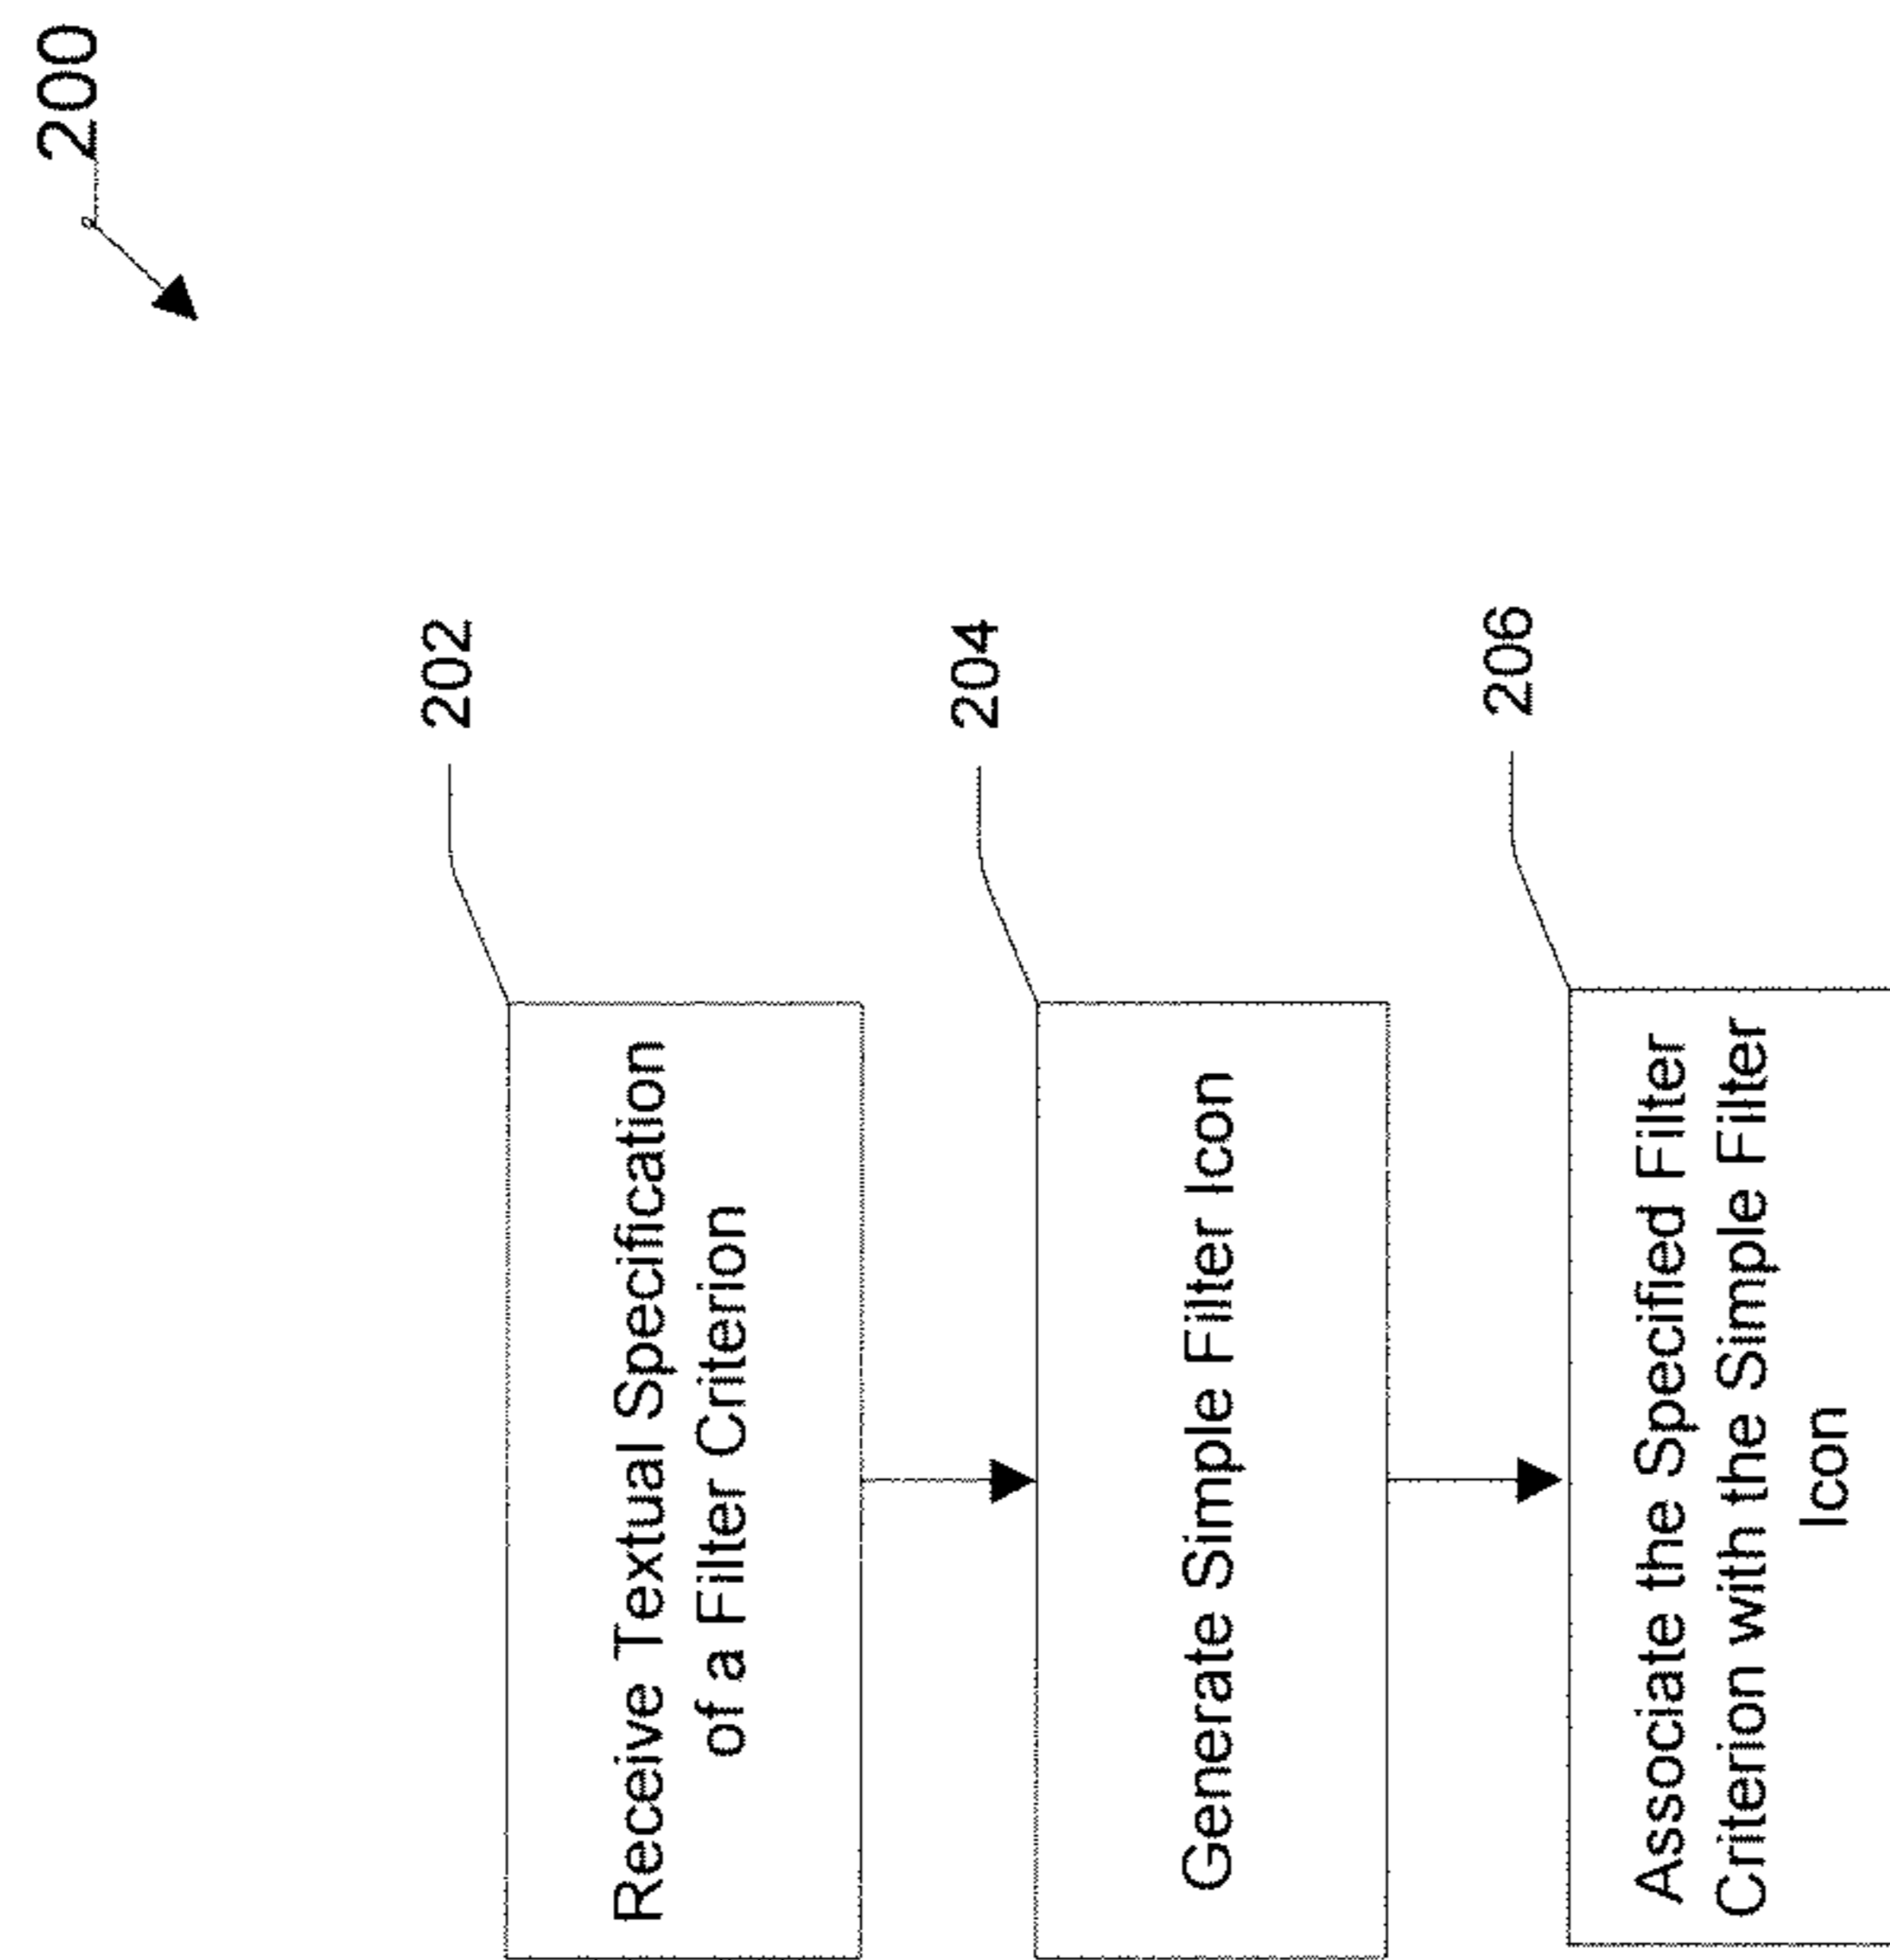 200
202
Receive Textual Specification
of a Filter Criterion
204
Generate Simple Filter Icon
206
Associate the Specified Filter
Criterion with the Simple Filter
Icon